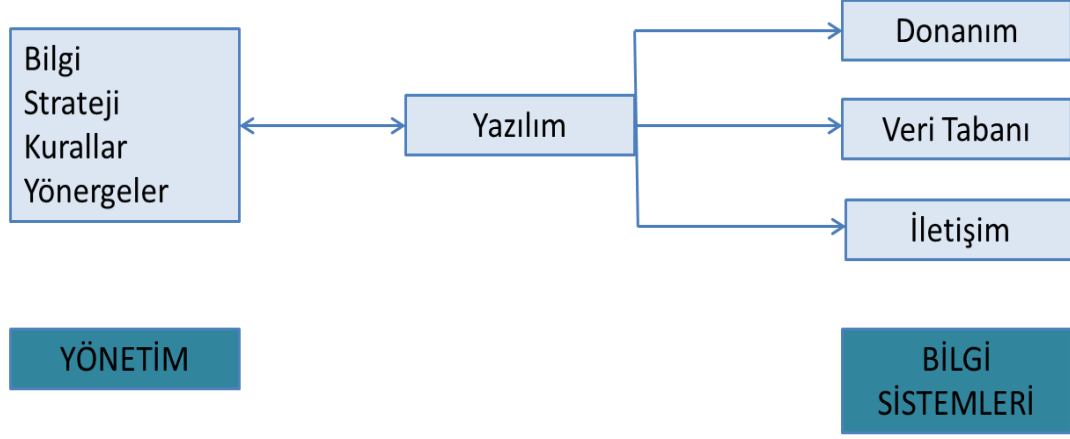 Bilgi
Strateji
Kurallar
Yönergeler
Yazılım
Donanım
Veri Tabanı
İletişim
YÖNETİM
BİLGİ
SİSTEMLERİ